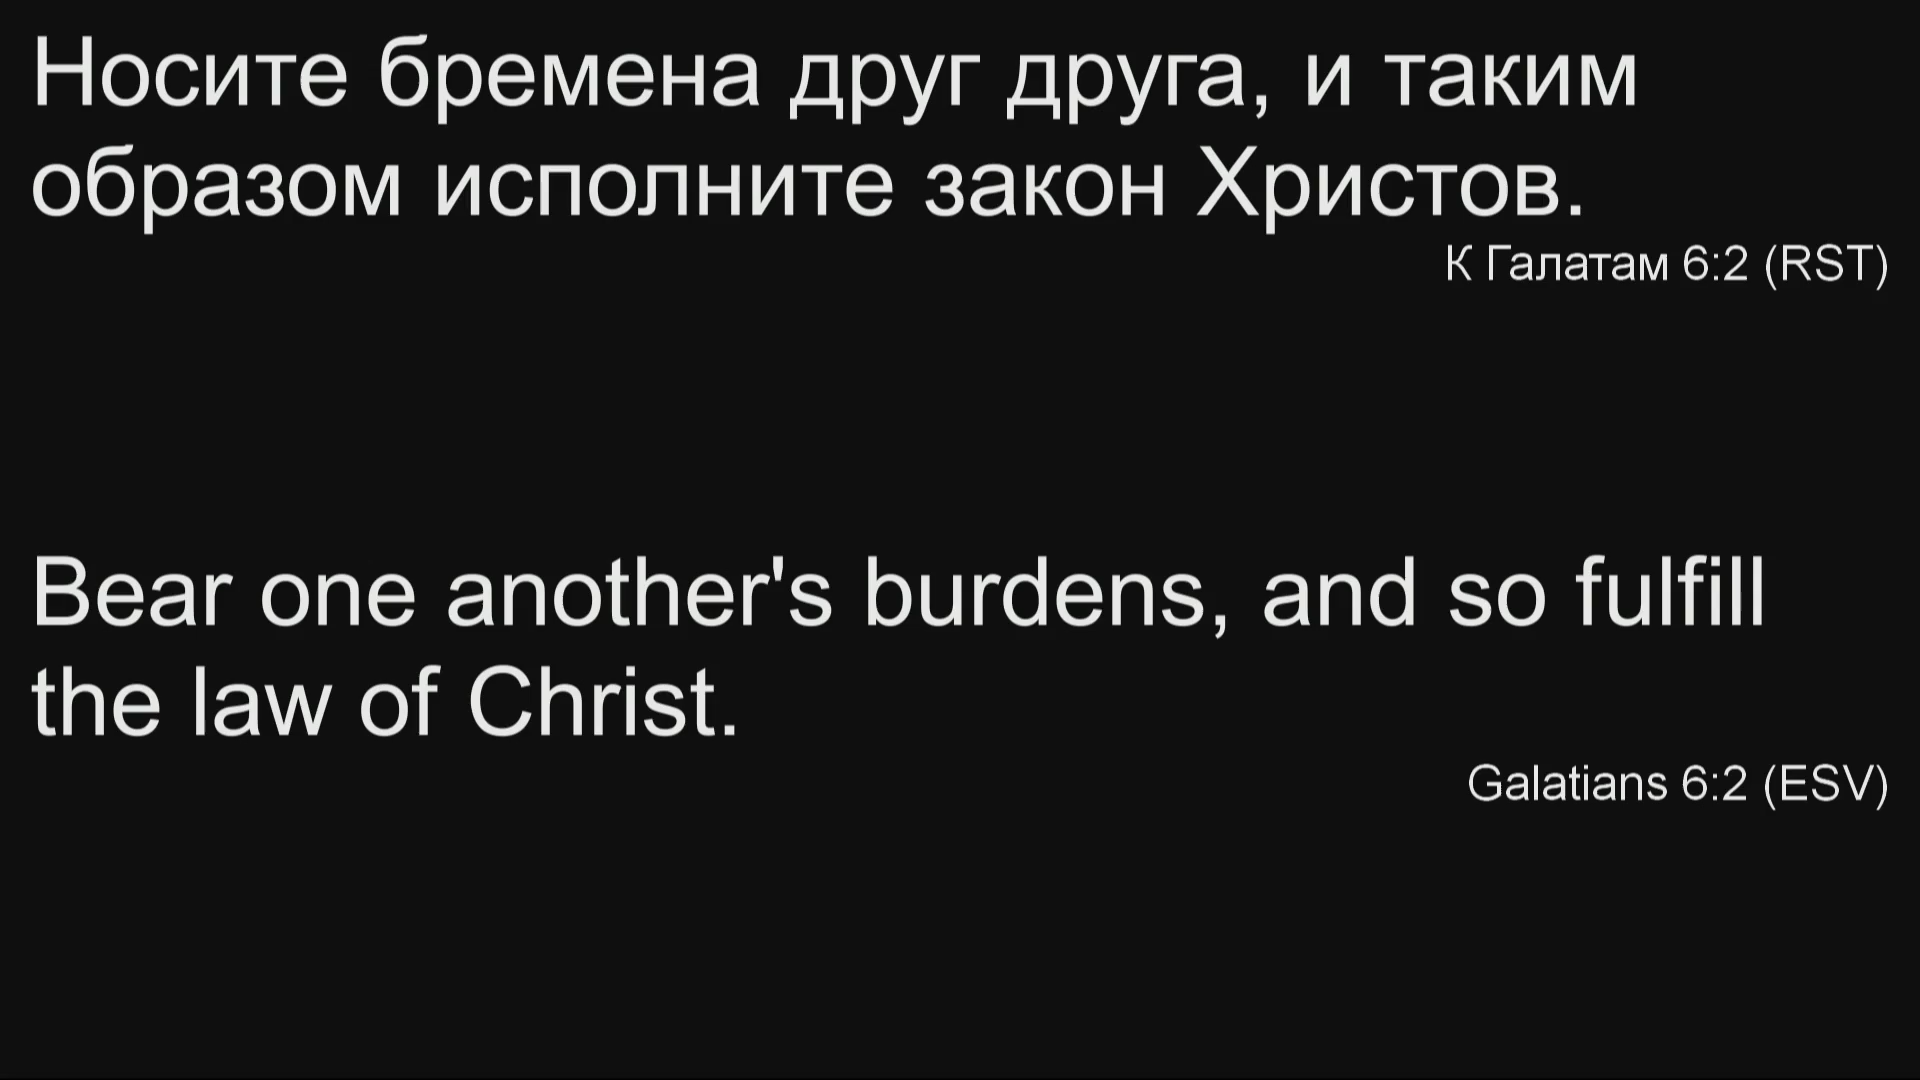 Носите бремена друг друга, и таким
образом исполните закон Христов.
К Галатам 6:2 (RST)
Bear one another's burdens, and so fulfill
the law of Christ.
Galatians 6:2 (ESV)